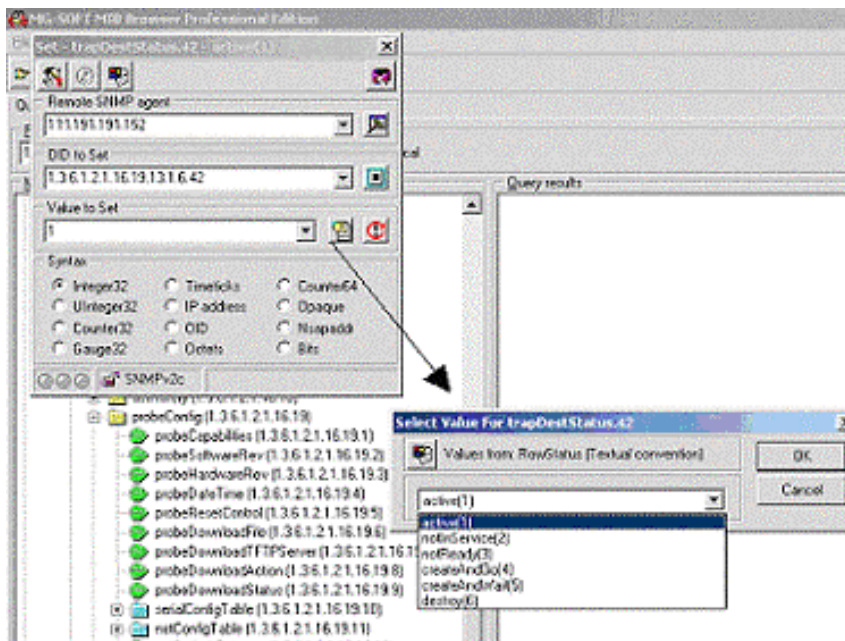 MG-SOFT MIB Browser Professional Edition
Set - trapDestStatus.42 - active(1)
Remote SNMP agent
111.191.191.152
OID to Set
1.3.6.1.2.1.16.19.13.1.6.42
Value to Set
1
Syntax
Integer32
Timeticks
Counter64
UInteger32
IP address
Opaque
Counter32
OID
Nsapaddr
Gauge32
Octets
Bits
SNMPv2c
cal
Query results
probeConfig (1.3.6.1.2.1.16.19)
probeCapabilities (1.3.6.1.2.1.16.19.1)
probeSoftwareRev (1.3.6.1.2.1.16.19.2)
probeHardwareRev (1.3.6.1.2.1.16.19.3)
probeDateTime (1.3.6.1.2.1.16.19.4)
probeResetControl (1.3.6.1.2.1.16.19.5)
probeDownloadFile (1.3.6.1.2.1.16.19.6)
probeDownloadTFTPServer (1.3.6.1.2.1.16.1
probeDownloadAction (1.3.6.1.2.1.16.19.8)
probeDownloadStatus (1.3.6.1.2.1.16.19.9)
serialConfigTable (1.3.6.1.2.1.16.19.10)
netConfigTable (1.3.6.1.2.1.16.19.11)
Select Value For trapDestStatus.42
Values from: RowStatus (Textual convention)
OK
Cancel
active(1)
active(1)
notInService(2)
notReady(3)
createAndGo(4)
createAndWait(5)
destroy(6)